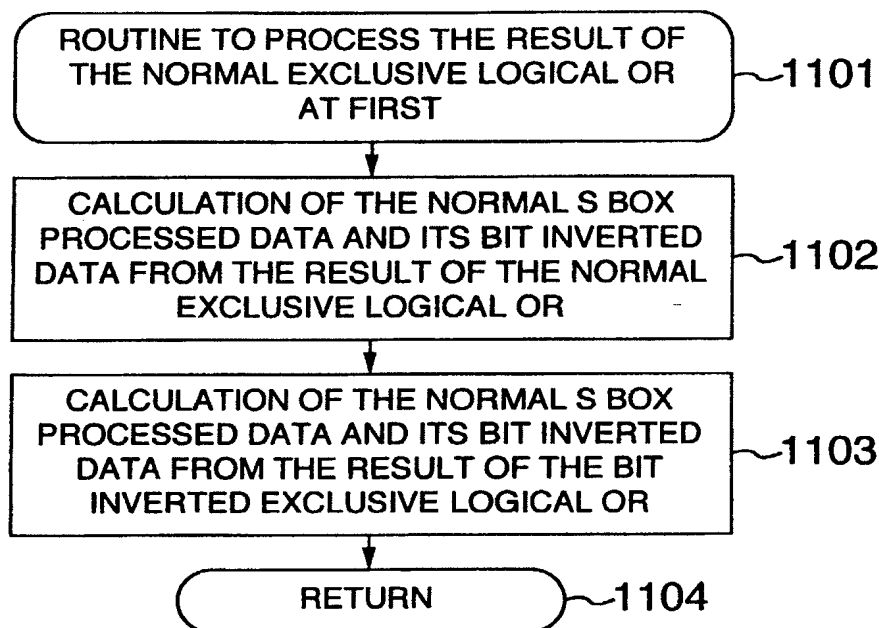 ROUTINE TO PROCESS THE RESULT OF
THE NORMAL EXCLUSIVE LOGICAL OR
AT FIRST
1101
CALCULATION OF THE NORMAL S BOX
PROCESSED DATA AND ITS BIT INVERTED
DATA FROM THE RESULT OF THE NORMAL
EXCLUSIVE LOGICAL OR
1102
CALCULATION OF THE NORMAL S BOX
PROCESSED DATA AND ITS BIT INVERTED
DATA FROM THE RESULT OF THE BIT
INVERTED EXCLUSIVE LOGICAL OR
1103
RETURN
1104